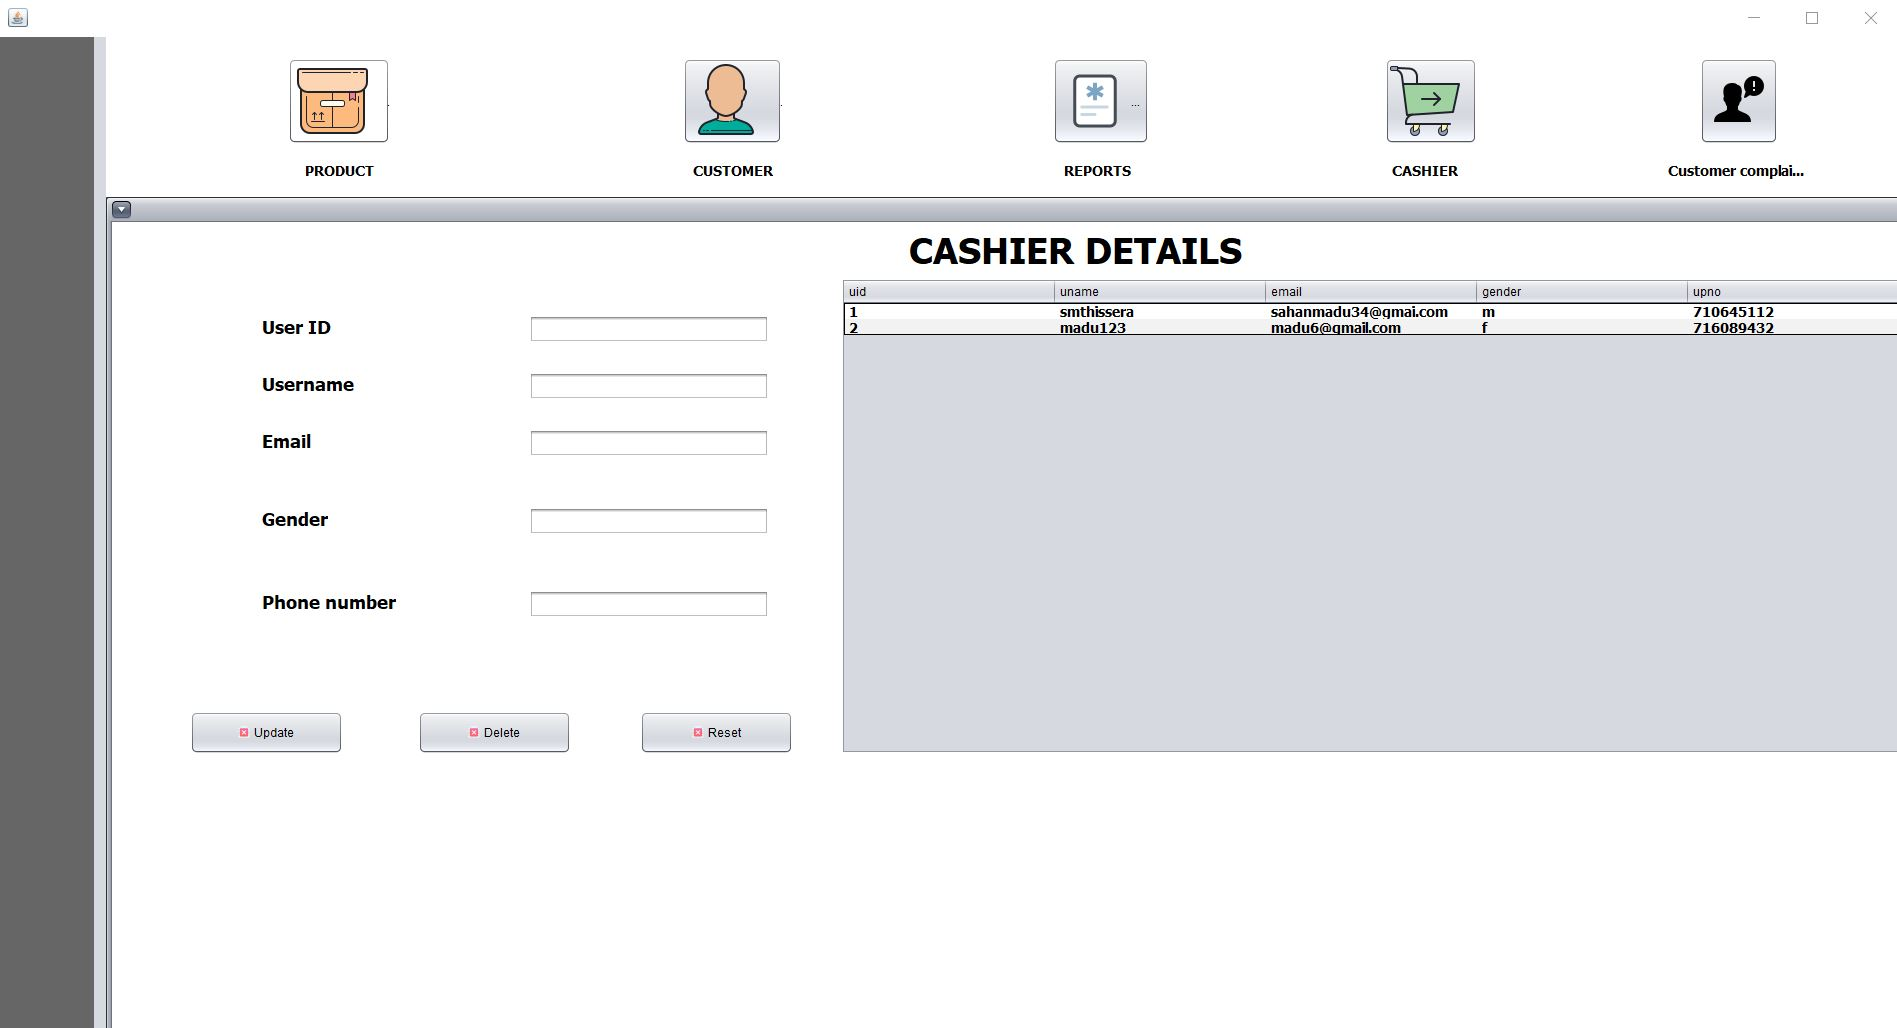 PRODUCT CUSTOMER REPORTS CASHIER Customer complai...
CASHIER DETAILS
uid uname email gender upno
1 smthissera sahanmadu34@gmai.com m 710645112
2 madu123 madu6@gmail.com f 716089432
User ID
Username
Email
Gender
Phone number
Update Delete Reset